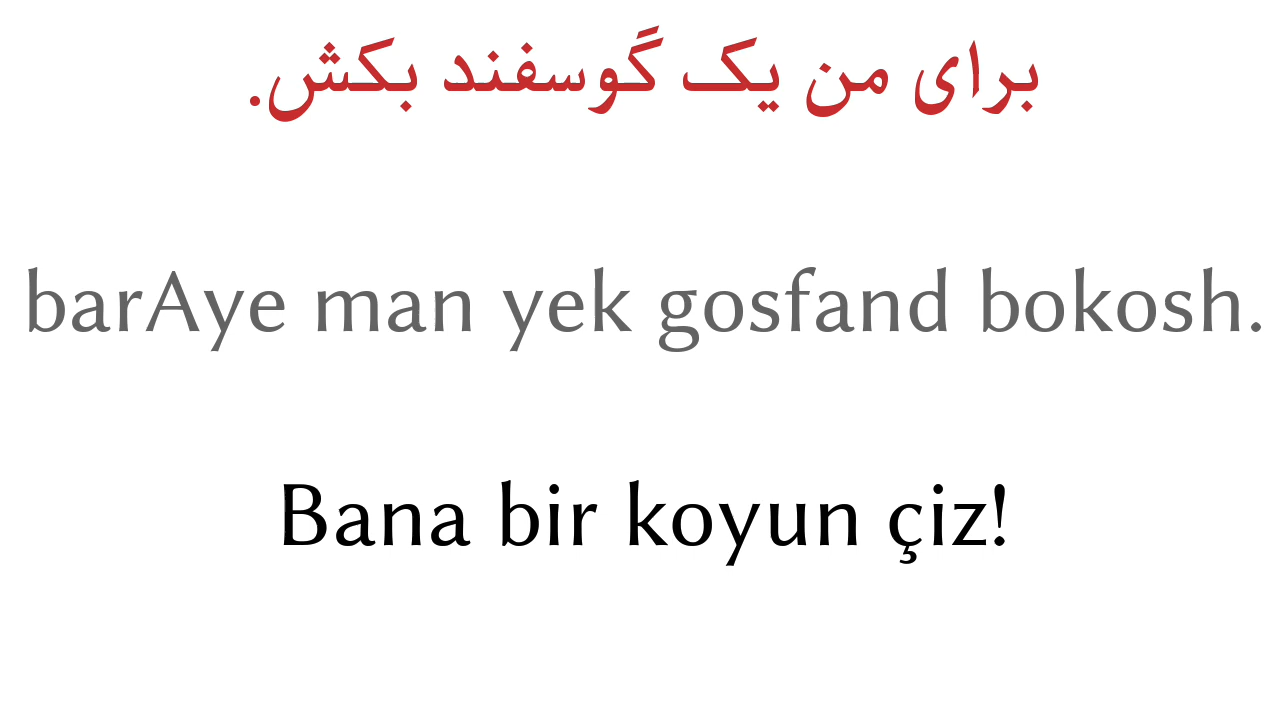 برای من یک گوسفند بکش.
barAye man yek gosfand bokosh.
Bana bir koyun çiz!